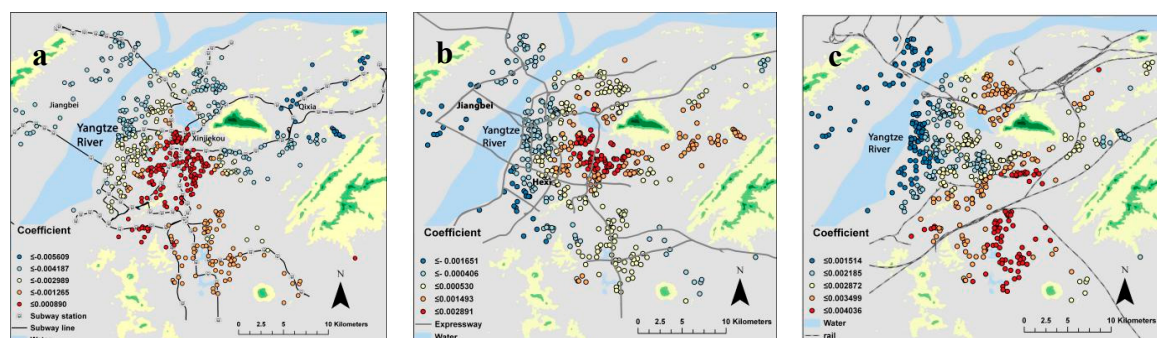 a
Jiangbei
Qixia
Xinjiekou
Yangtze
River
Coefficient
≤-0.005609
≤-0.004187
≤-0.002989
≤-0.001265
≤0.000890
Subway station
Subway line
N
0 2.5 5 10 Kilometers
b
Jiangbei
Yangtze
River
Hexi
Coefficient
≤- 0.001651
≤- 0.000406
≤0.000530
≤0.001493
≤0.002891
Expressway
Water
N
0 2.5 5 10 Kilometers
c
Yangtze
River
Coefficient
≤0.001514
≤0.002185
≤0.002872
≤0.003499
≤0.004036
Water
rail
N
0 2.5 5 10 Kilometers